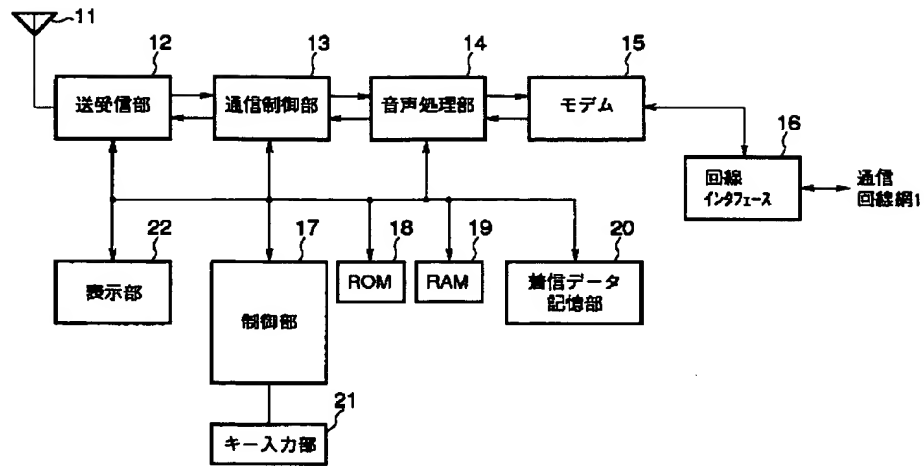 11
12
13
14
15
送受信部
通信制御部
音声処理部
モデム
16
回線
インタフェース
通信
回線網1
22
17
18
19
20
表示部
制御部
ROM
RAM
着信データ
記憶部
21
キー入力部